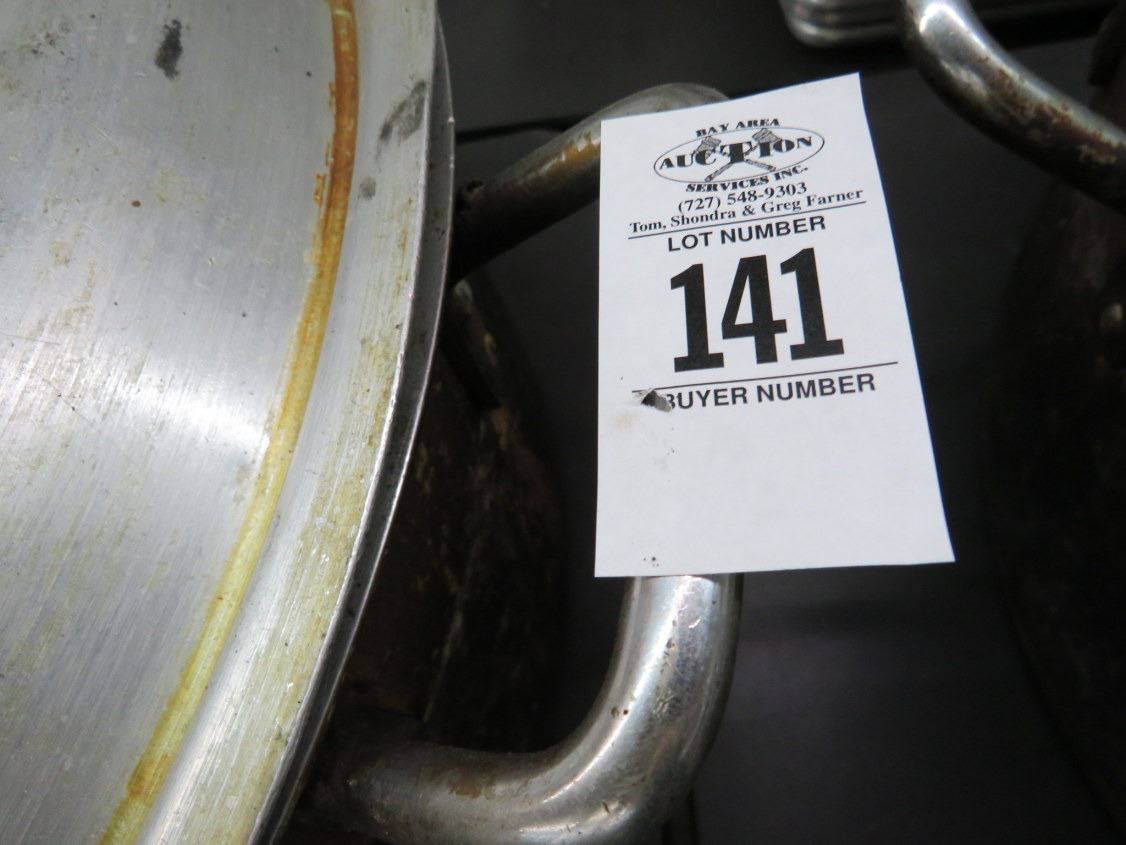 BAY AREA
AUCTION
SERVICES INC.
(727) 548-9303
Tom, Shondra & Greg Farner
LOT NUMBER
141
BUYER NUMBER